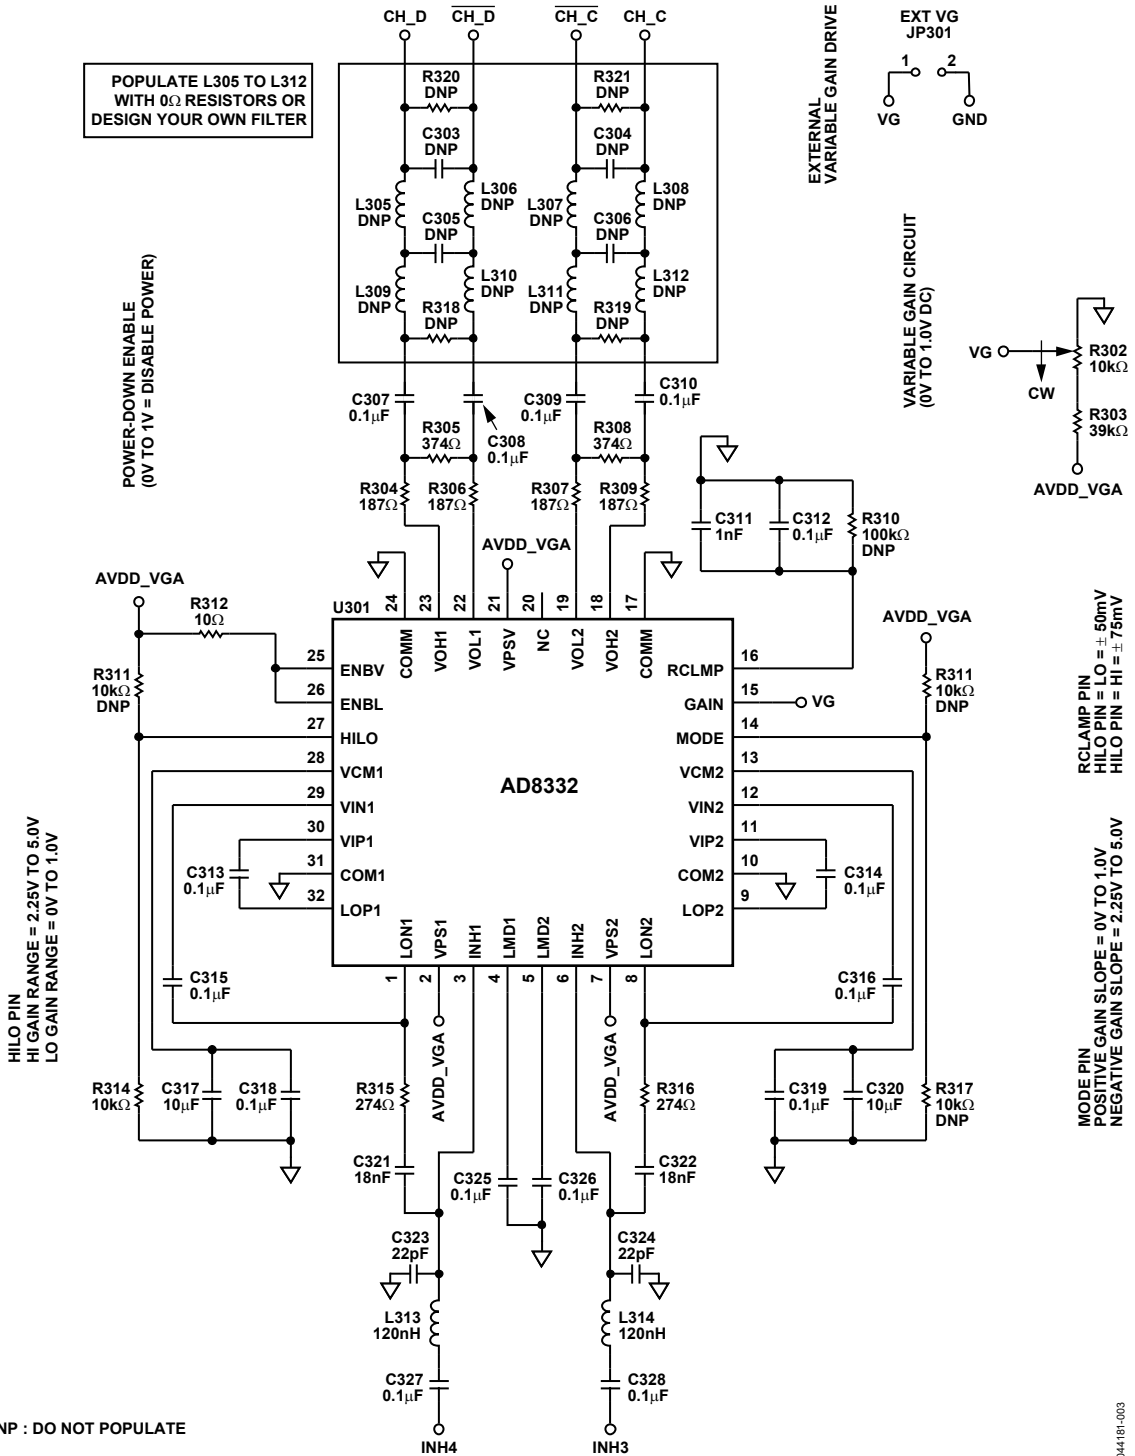 CH_D
CH_D
CH_C
CH_C
EXT VG
JP301
1
2
VG
GND
EXTERNAL
VARIABLE GAIN DRIVE
POPULATE L305 TO L312
WITH 0Ω RESISTORS OR
DESIGN YOUR OWN FILTER
R320
DNP
R321
DNP
C303
DNP
C304
DNP
L305
DNP
L306
DNP
L307
DNP
L308
DNP
C305
DNP
C306
DNP
L309
DNP
L310
DNP
L311
DNP
L312
DNP
R318
DNP
R319
DNP
POWER-DOWN ENABLE
(0V TO 1V = DISABLE POWER)
VARIABLE GAIN CIRCUIT
(0V TO 1.0V DC)
VG
CW
R302
10kΩ
R303
39kΩ
AVDD_VGA
C307
0.1µF
C308
0.1µF
C309
0.1µF
C310
0.1µF
R305
374Ω
R308
374Ω
R304
187Ω
R306
187Ω
R307
187Ω
R309
187Ω
C311
1nF
C312
0.1µF
R310
100kΩ
DNP
AVDD_VGA
AVDD_VGA
R312
10Ω
R311
10kΩ
DNP
U301
24
23
22
21
20
19
18
17
COMM
VOH1
VOL1
VPSV
NC
VOL2
VOH2
COMM
AVDD_VGA
R311
10kΩ
DNP
RCLAMP PIN
HILO PIN = LO = ± 50mV
HILO PIN = HI = ± 75mV
25
ENBV
26
ENBL
27
HILO
28
VCM1
29
VIN1
30
VIP1
31
COM1
32
LOP1
AD8332
RCLMP
16
GAIN
15
VG
MODE
14
VCM2
13
VIN2
12
VIP2
11
COM2
10
LOP2
9
C313
0.1µF
C314
0.1µF
LON1
VPS1
INH1
LMD1
LMD2
INH2
VPS2
LON2
1
2
3
4
5
6
7
8
HILO PIN
HI GAIN RANGE = 2.25V TO 5.0V
LO GAIN RANGE = 0V TO 1.0V
C315
0.1µF
C316
0.1µF
AVDD_VGA
AVDD_VGA
MODE PIN
POSITIVE GAIN SLOPE = 0V TO 1.0V
NEGATIVE GAIN SLOPE = 2.25V TO 5.0V
R314
10kΩ
C317
10µF
C318
0.1µF
R315
274Ω
R316
274Ω
C319
0.1µF
C320
10µF
R317
10kΩ
DNP
C321
18nF
C325
0.1µF
C326
0.1µF
C322
18nF
C323
22pF
C324
22pF
L313
120nH
L314
120nH
C327
0.1µF
C328
0.1µF
INH4
INH3
NP : DO NOT POPULATE
044181-003